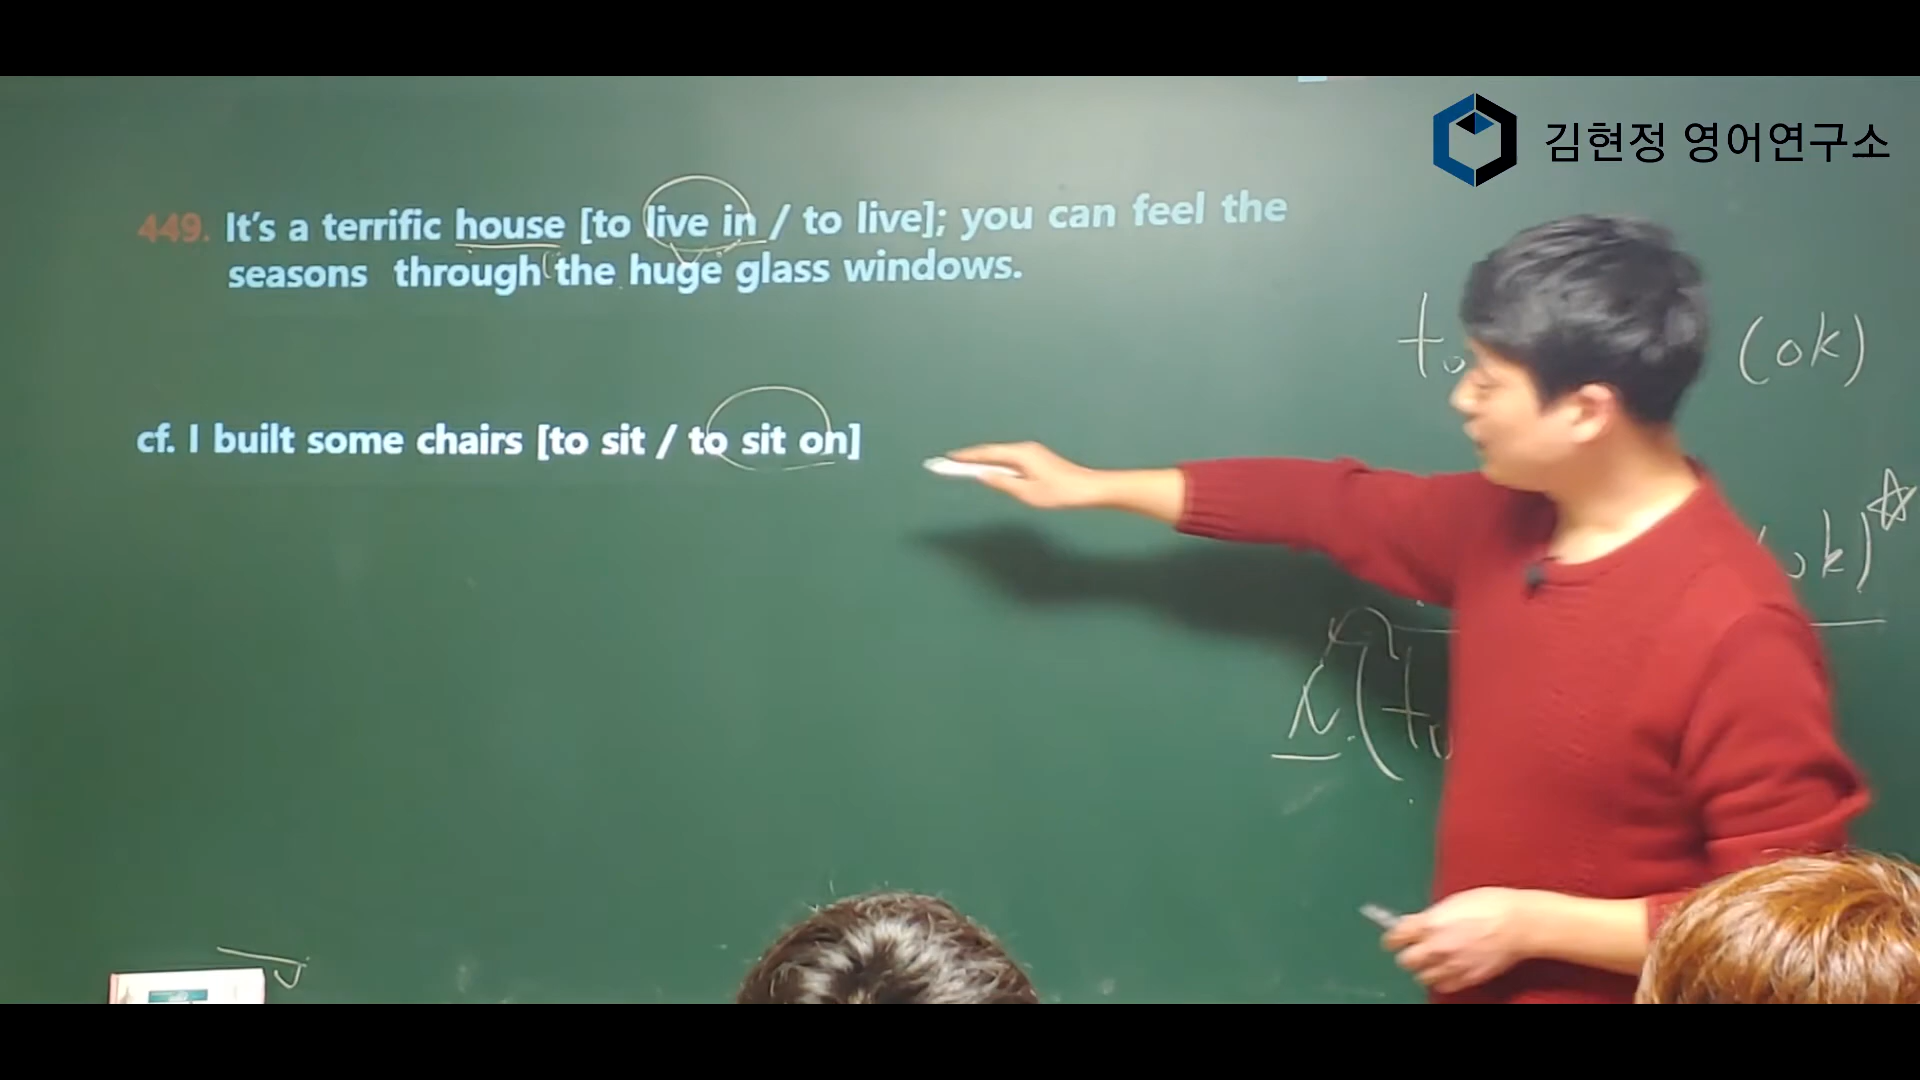 김현정 영어연구소
449. It's a terrific house [to live in / to live]; you can feel the
seasons through the huge glass windows.
(ok)
cf. I built some chairs [to sit / to sit on]
ok)